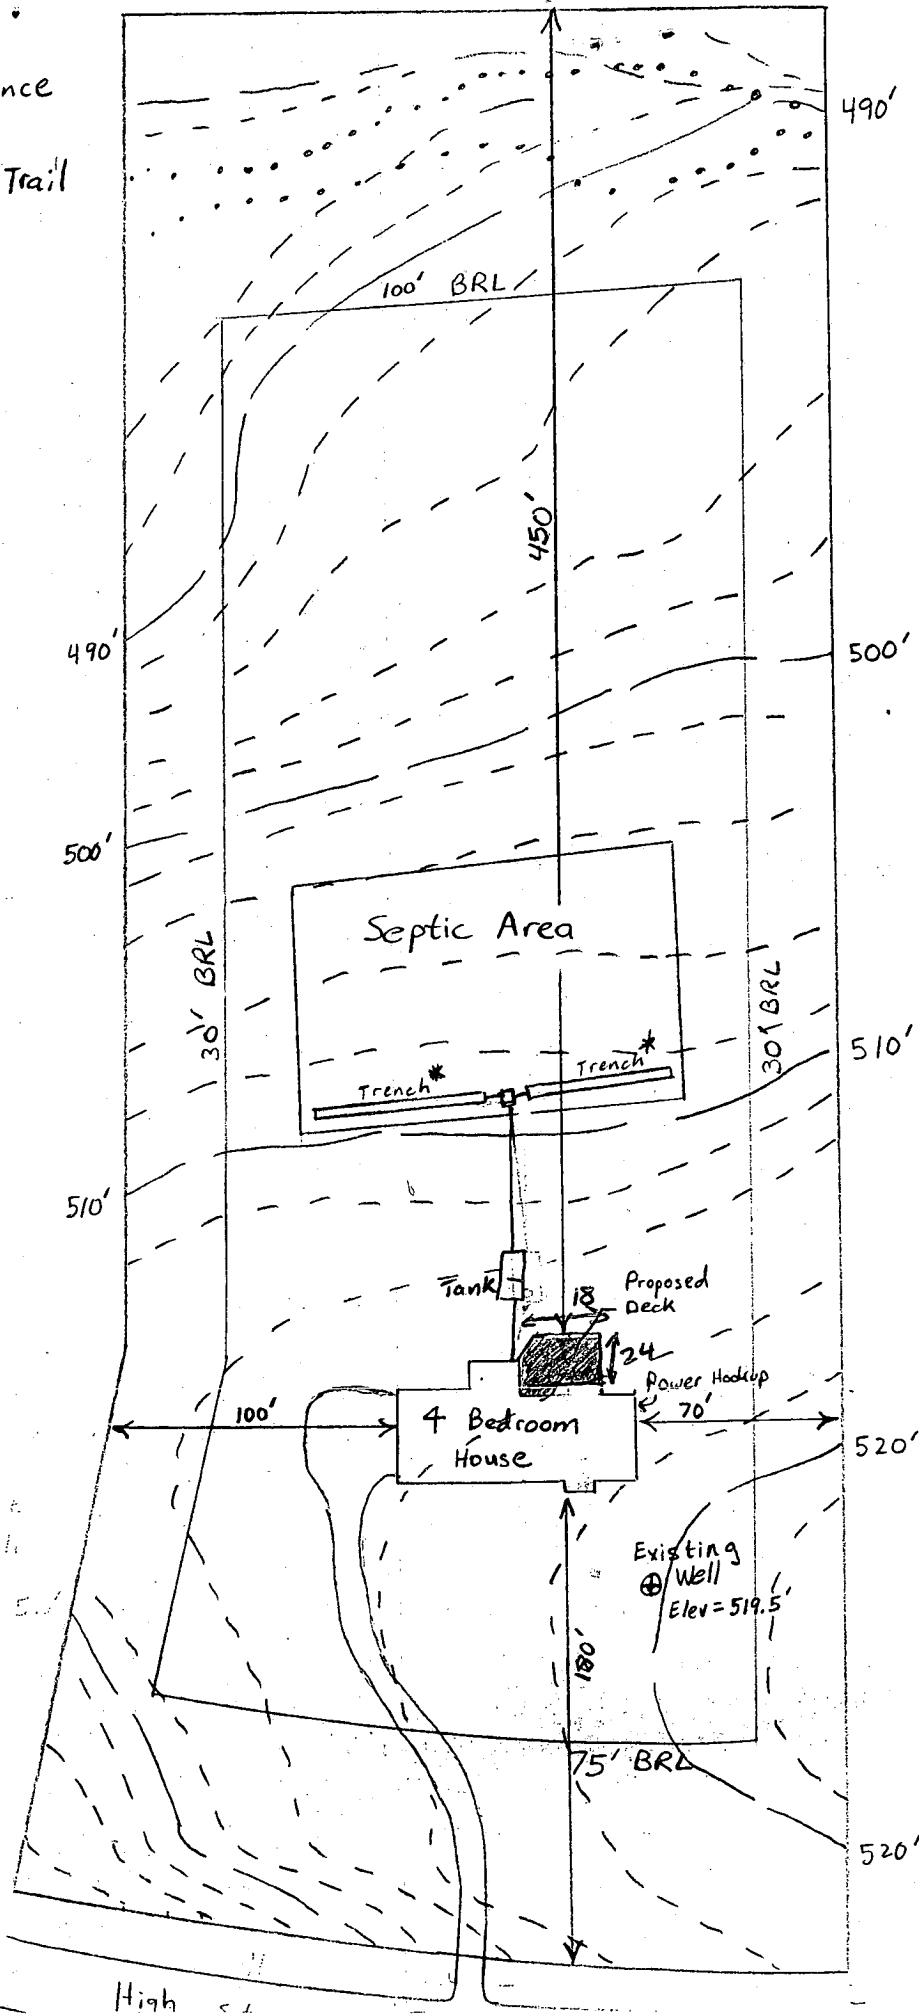 nce
490'
Trail
100' BRL
450'
490'
500'
500'
Septic Area
30' BRL
30' BRL
510'
Trench*
Trench*
510'
Tank
18
Proposed
Deck
24
Power Hookup
100'
4 Bedroom
House
70'
520'
Existing
Well
Elev=519.5'
180'
75' BRL
520'
High